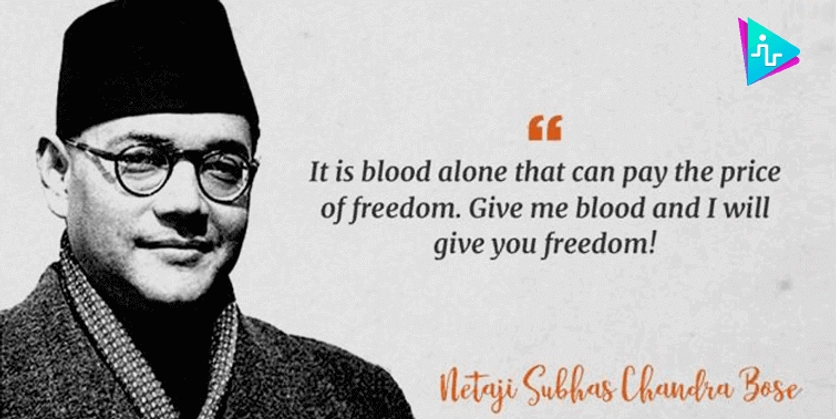 “
It is blood alone that can pay the price
of freedom. Give me blood and I will
give you freedom!
Netaji Subhas Chandra Bose